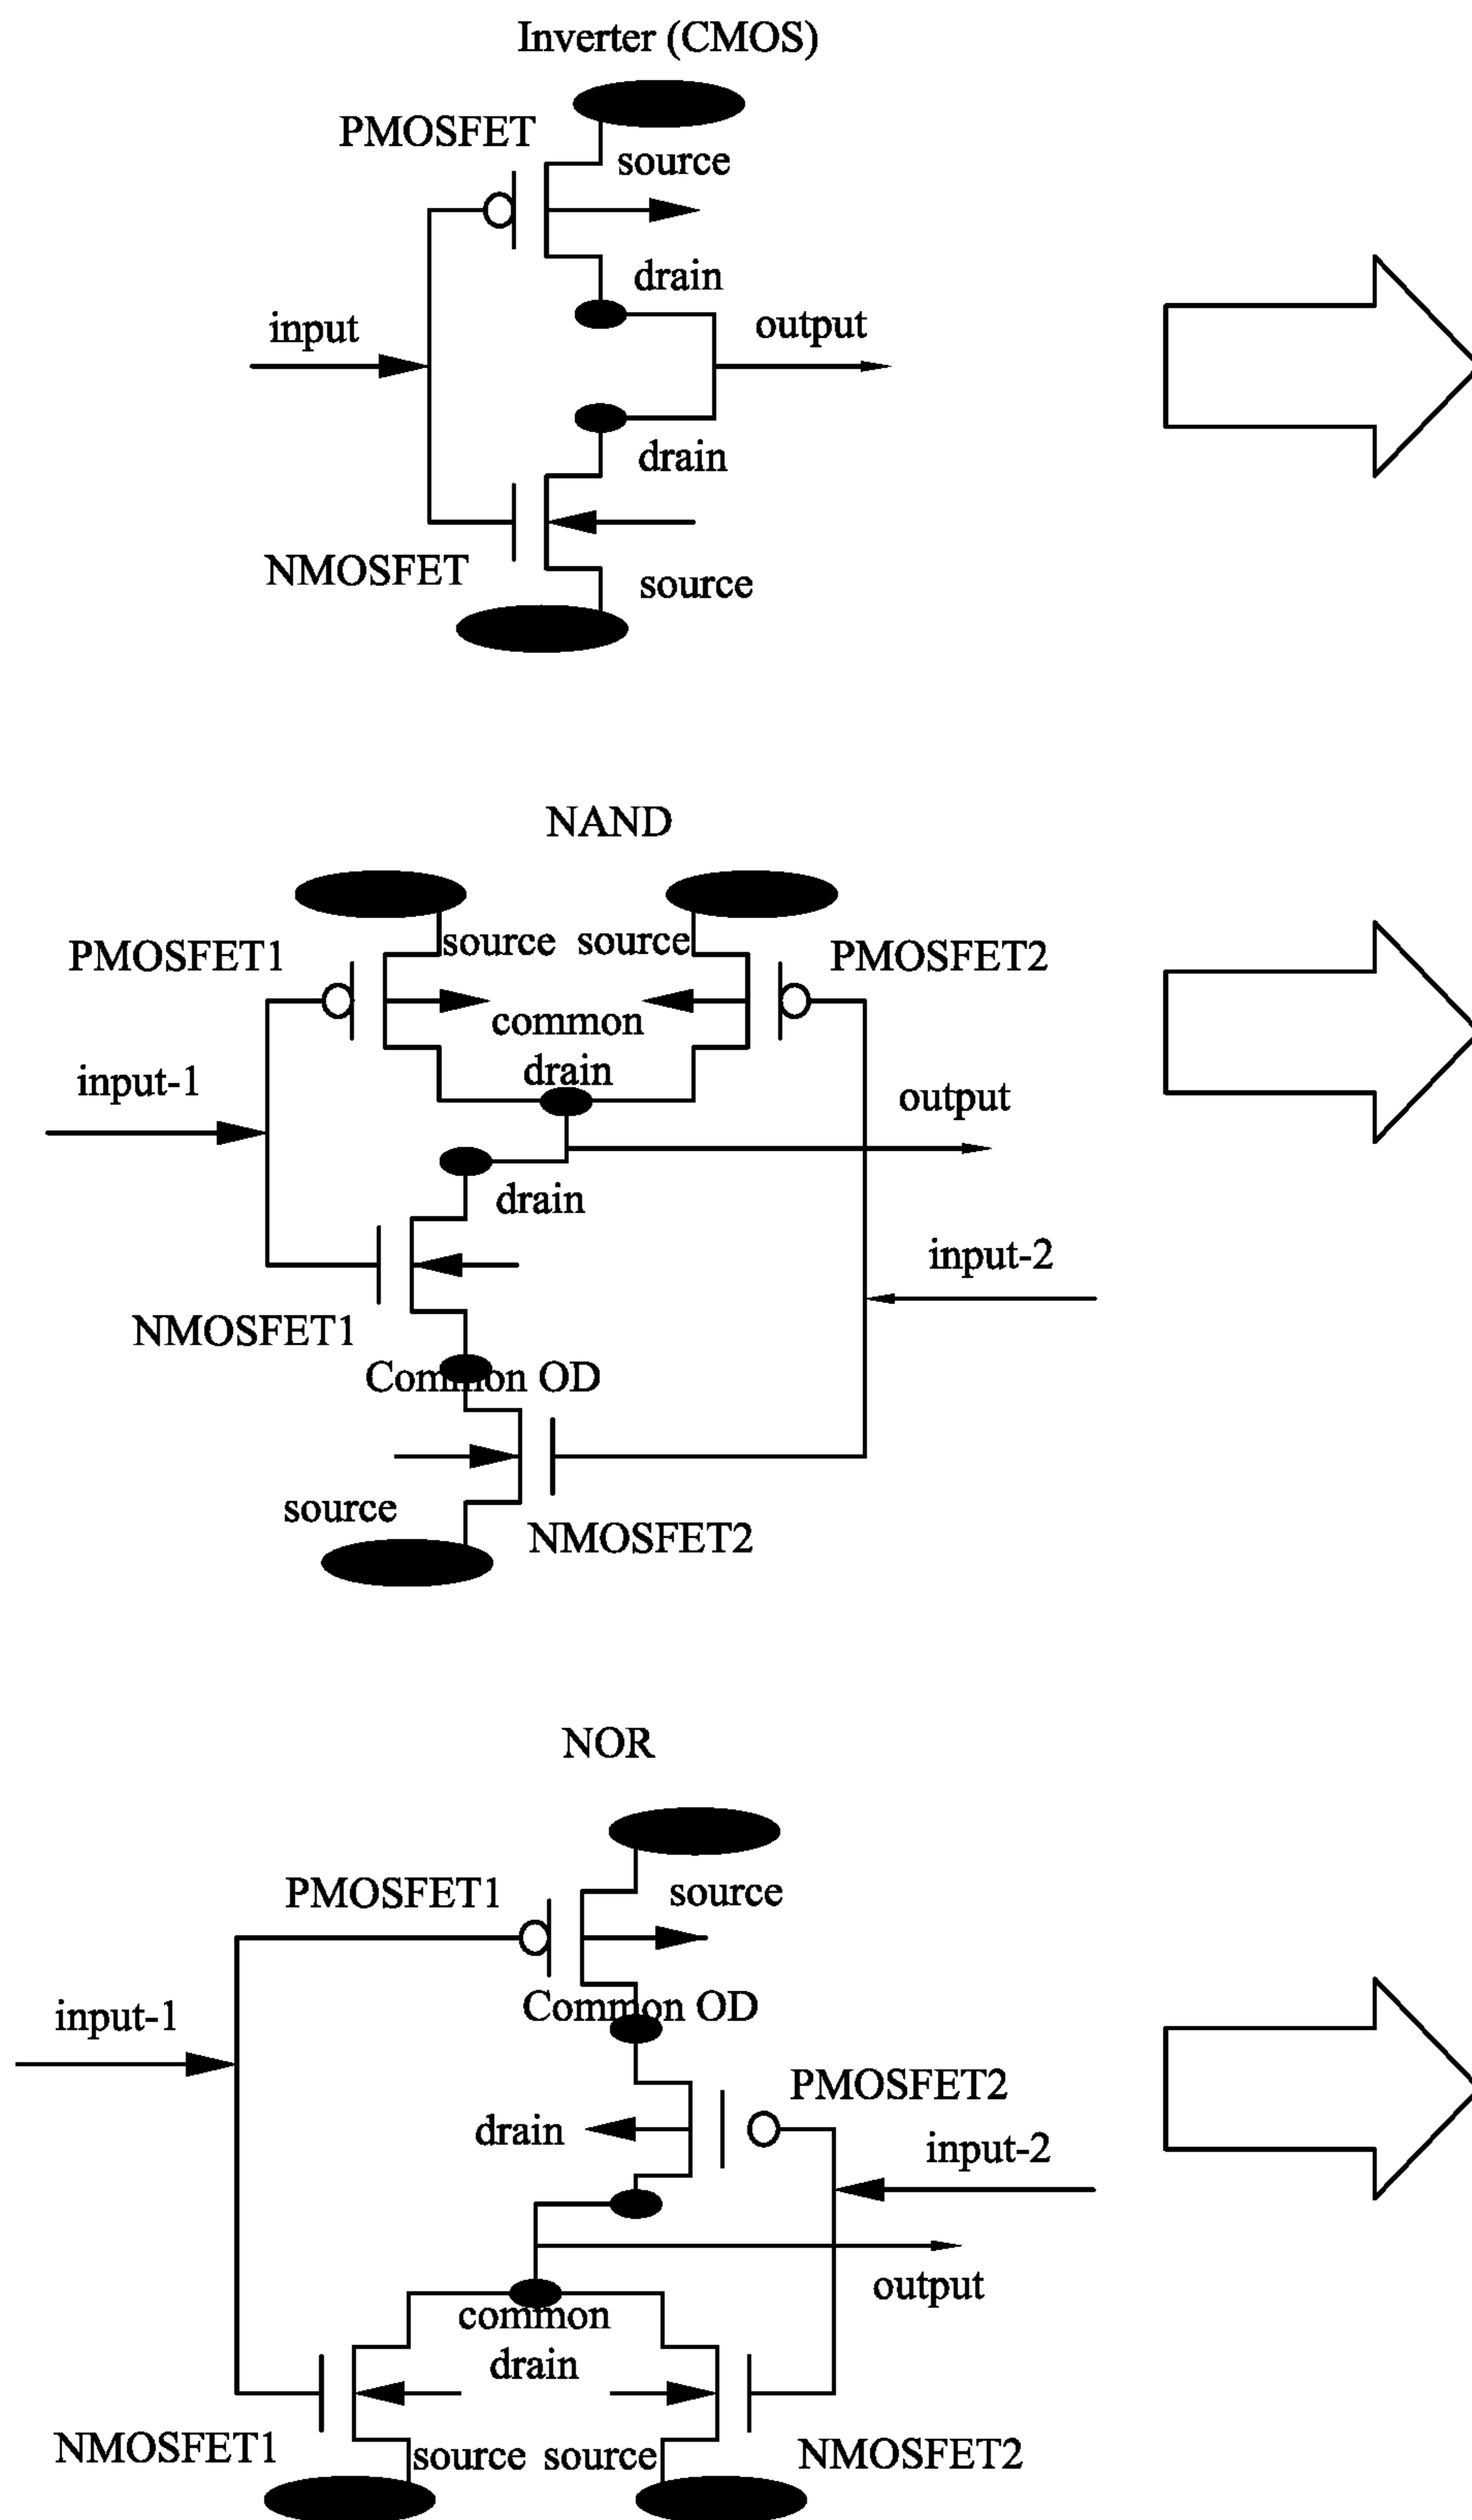 Inverter (CMOS)
PMOSFET
source
drain
input
output
drain
NMOSFET
source
NAND
source source
PMOSFET1
PMOSFET2
common
drain
input-1
output
drain
input-2
NMOSFET1
Common OD
source
NMOSFET2
NOR
PMOSFET1
source
Common OD
input-1
PMOSFET2
drain
input-2
output
common
drain
NMOSFET1
source source
NMOSFET2